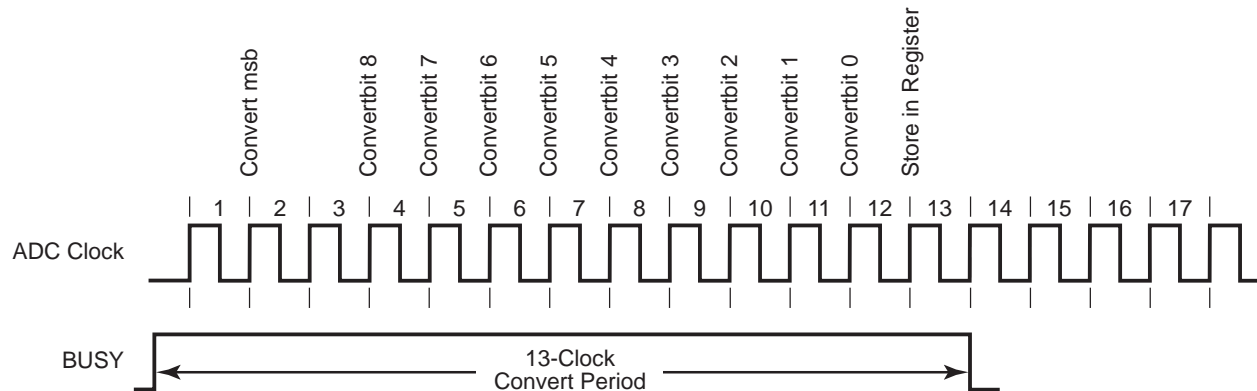 Convert msb
Convertbit 8
Convertbit 7
Convertbit 6
Convertbit 5
Convertbit 4
Convertbit 3
Convertbit 2
Convertbit 1
Convertbit 0
Store in Register
1 2 3 4 5 6 7 8 9 10 11 12 13 14 15 16 17
ADC Clock
BUSY
13-Clock
Convert Period